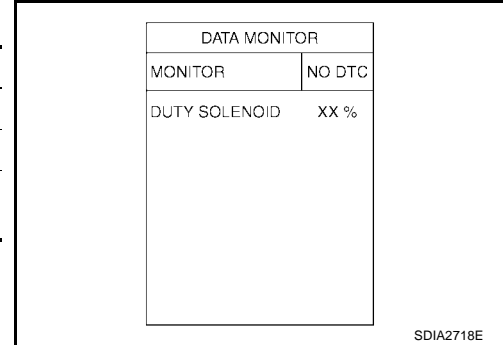 DATA MONITOR
MONITOR NO DTC
DUTY SOLENOID XX %
SDIA2718E